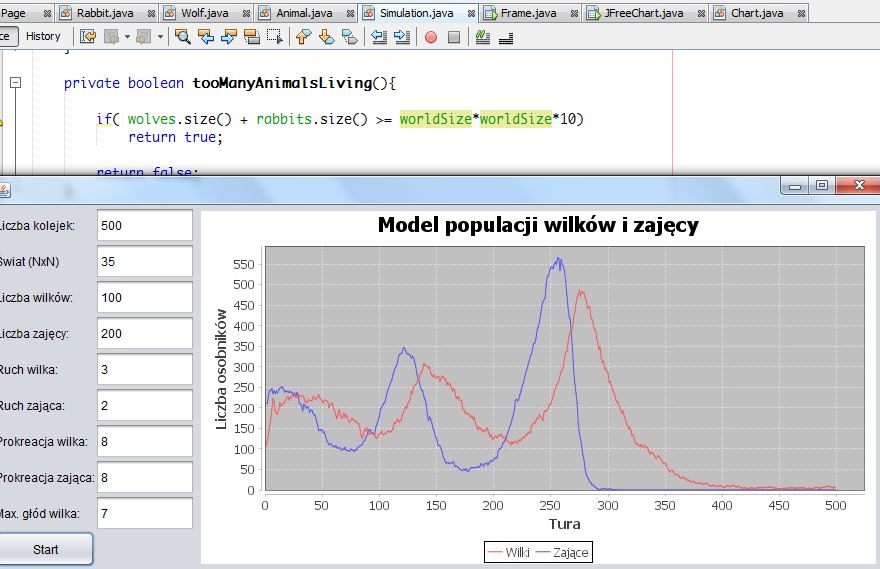 Page Rabbit.java Wolf.java Animal.java Simulation.java Frame.java JFreeChart.java Chart.java
ce History
private boolean tooManyAnimalsLiving(){
if( wolves.size() + rabbits.size() >= worldSize*worldSize*10)
return true;
return false;
Liczba kolejek: 500
Świat (NxN) 35
Liczba wilków: 100
Liczba zajęcy: 200
Ruch wilka: 3
Ruch zająca: 2
Prokreacja wilka: 8
Prokreacja zająca: 8
Max. głód wilka: 7
Start
Model populacji wilków i zajęcy
Liczba osobników
550
500
450
400
350
300
250
200
150
100
50
0
0 50 100 150 200 250 300 350 400 450 500
Tura
Wilki Zające